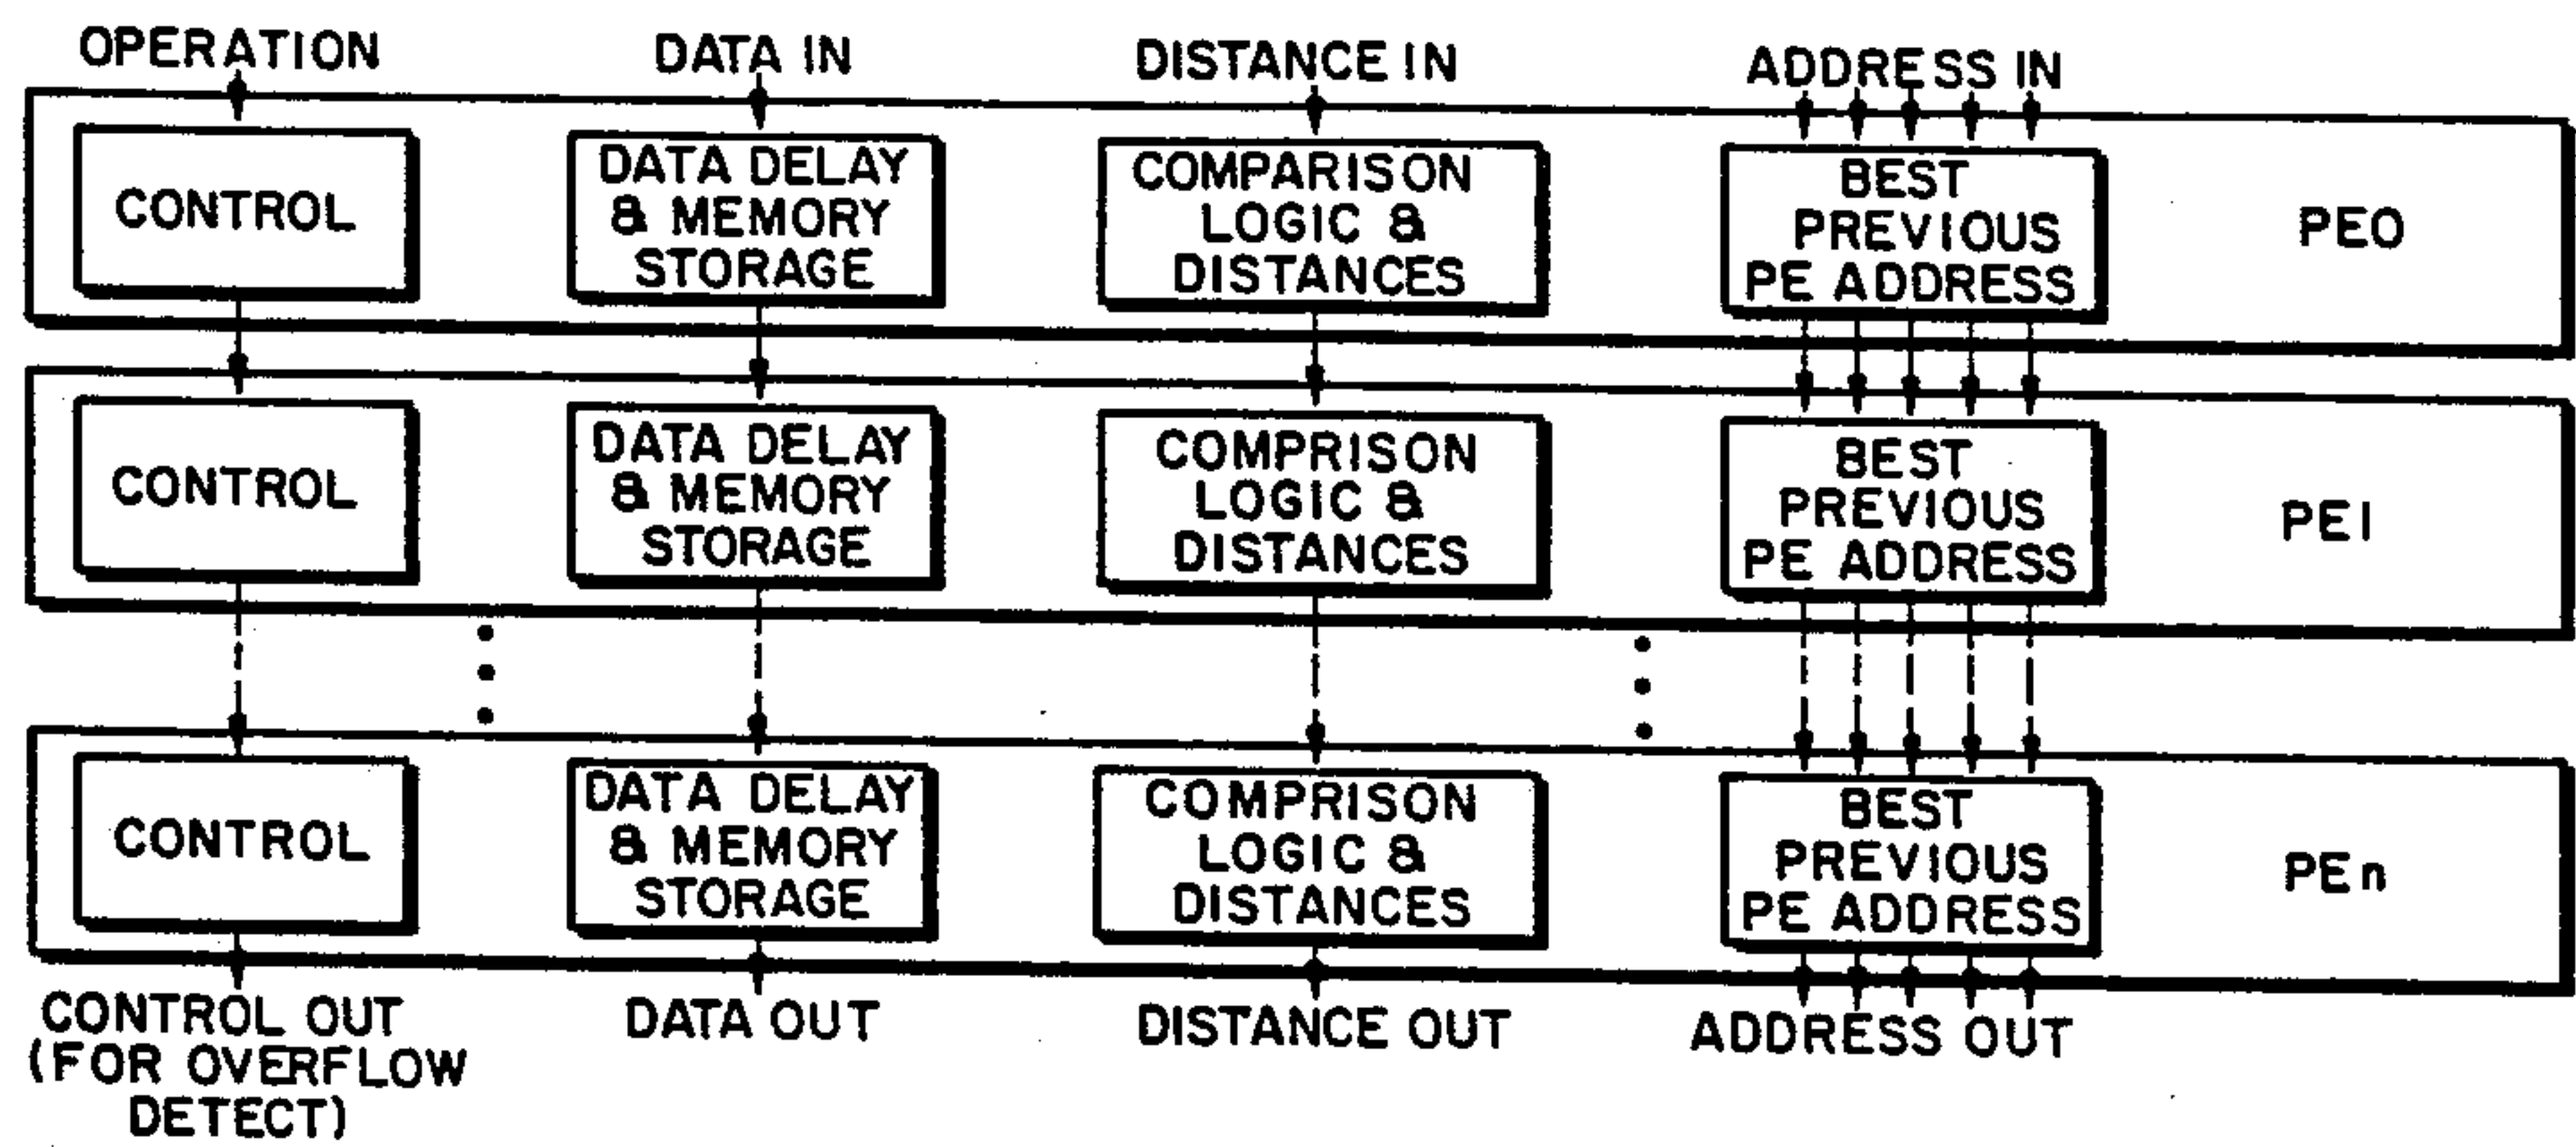 OPERATION
DATA IN
DISTANCE IN
ADDRESS IN
CONTROL
DATA DELAY
& MEMORY
STORAGE
COMPARISON
LOGIC &
DISTANCES
BEST
PREVIOUS
PE ADDRESS
PE0
CONTROL
DATA DELAY
& MEMORY
STORAGE
COMPRISON
LOGIC &
DISTANCES
BEST
PREVIOUS
PE ADDRESS
PE1
CONTROL
DATA DELAY
& MEMORY
STORAGE
COMPRISON
LOGIC &
DISTANCES
BEST
PREVIOUS
PE ADDRESS
PEn
CONTROL OUT
(FOR OVERFLOW
DETECT)
DATA OUT
DISTANCE OUT
ADDRESS OUT